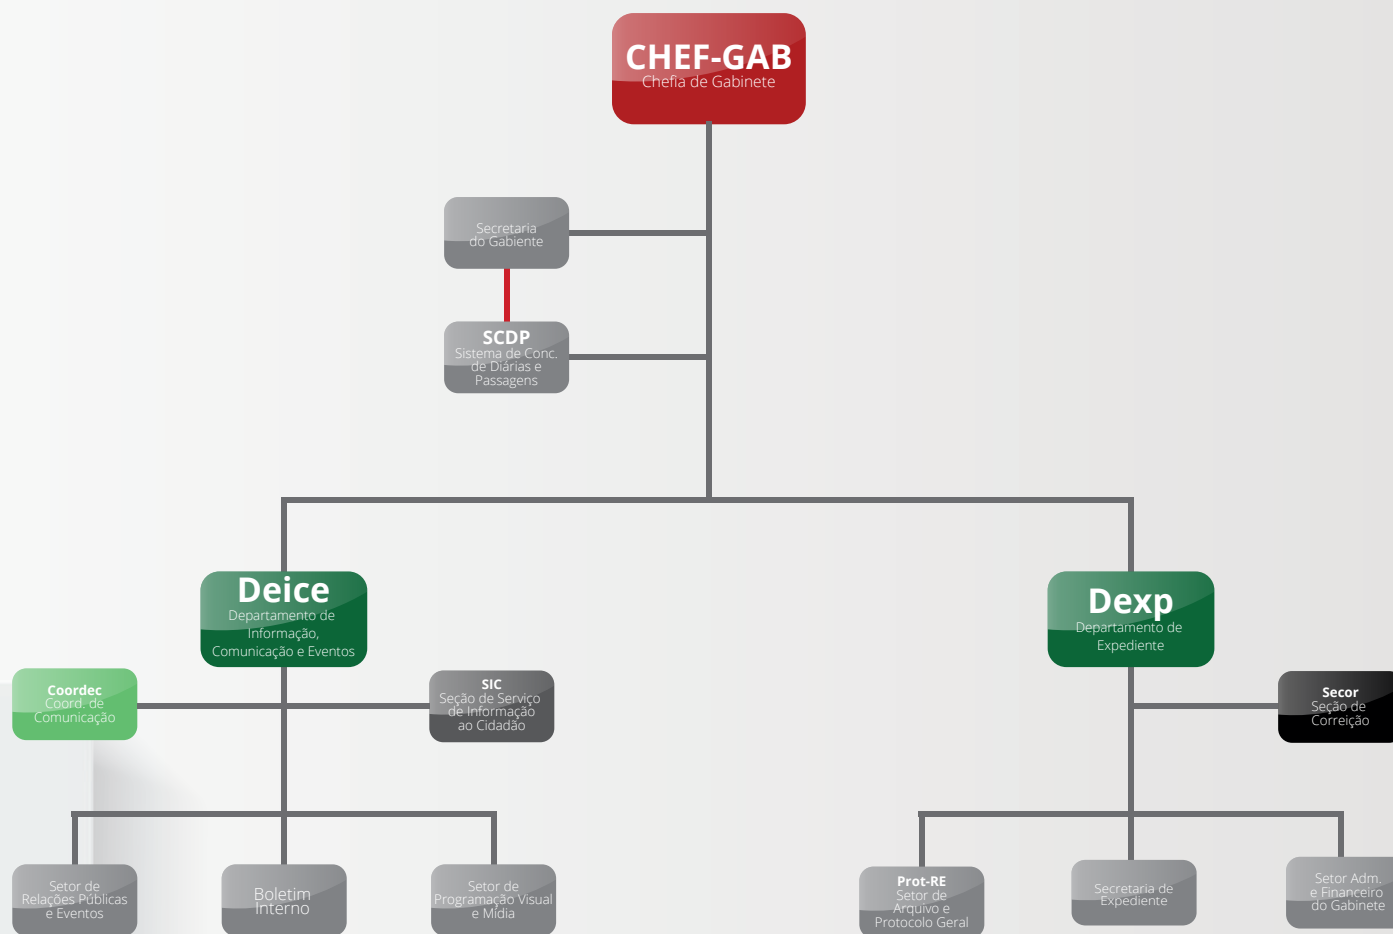 CHEF-GAB
Chefia de Gabinete
Secretaria
do Gabiente
SCDP
Sistema de Conc.
de Diárias e
Passagens
Deice
Departamento de
Informação,
Comunicação e Eventos
Dexp
Departamento de
Expediente
Coordec
Coord. de
Comunicação
SIC
Seção de Serviço
de Informação
ao Cidadão
Secor
Seção de
Correição
Setor de
Relações Públicas
e Eventos
Boletim
Interno
Setor de
Programação Visual
e Mídia
Prot-RE
Setor de
Arquivo e
Protocolo Geral
Secretaria de
Expediente
Setor Adm.
e Financeiro
do Gabinete